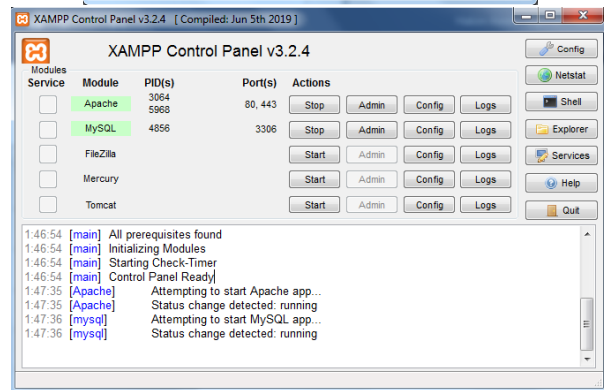 XAMPP Control Panel v3.2.4 [ Compiled: Jun 5th 2019 ]
XAMPP Control Panel v3.2.4
Config
Modules
Service Module PID(s) Port(s) Actions
Netstat
Apache 3064 5968 80, 443 Stop Admin Config Logs
Shell
MySQL 4856 3306 Stop Admin Config Logs
Explorer
FileZilla Start Admin Config Logs
Services
Mercury Start Admin Config Logs
Help
Tomcat Start Admin Config Logs
Quit
1:46:54 [main] All prerequisites found
1:46:54 [main] Initializing Modules
1:46:54 [main] Starting Check-Timer
1:46:54 [main] Control Panel Ready
1:47:35 [Apache] Attempting to start Apache app...
1:47:35 [Apache] Status change detected: running
1:47:36 [mysql] Attempting to start MySQL app...
1:47:36 [mysql] Status change detected: running